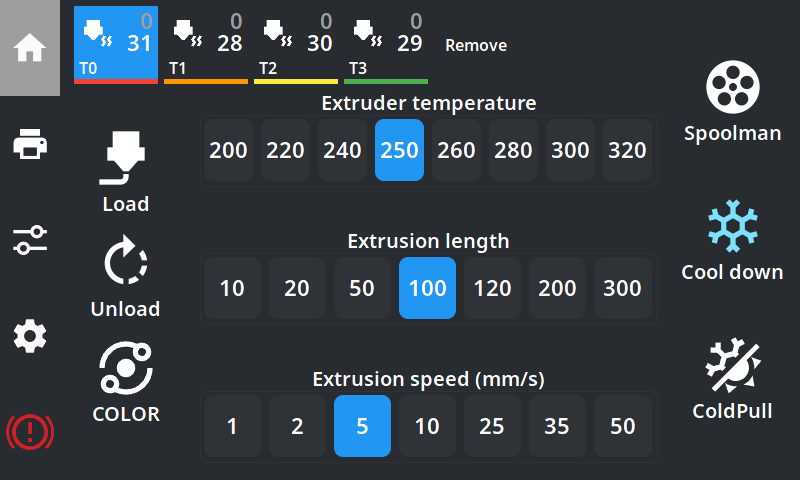 0 0 0 0
31 28 30 29
Remove
T0 T1 T2 T3
Extruder temperature
200 220 240 250 260 280 300 320
Load
Spoolman
Extrusion length
10 20 50 100 120 200 300
Unload
Cool down
Extrusion speed (mm/s)
1 2 5 10 25 35 50
COLOR
ColdPull